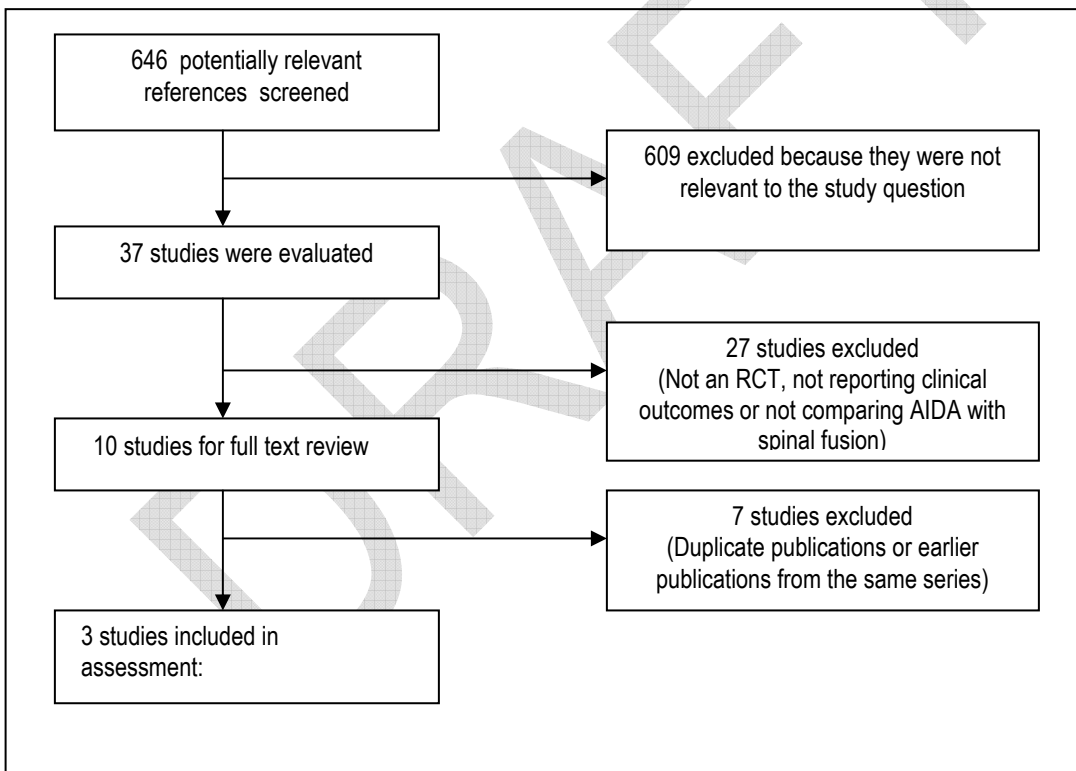 646 potentially relevant
references screened
609 excluded because they were not
relevant to the study question
37 studies were evaluated
27 studies excluded
(Not an RCT, not reporting clinical
outcomes or not comparing AIDA with
spinal fusion)
10 studies for full text review
7 studies excluded
(Duplicate publications or earlier
publications from the same series)
3 studies included in
assessment:
DRAFT